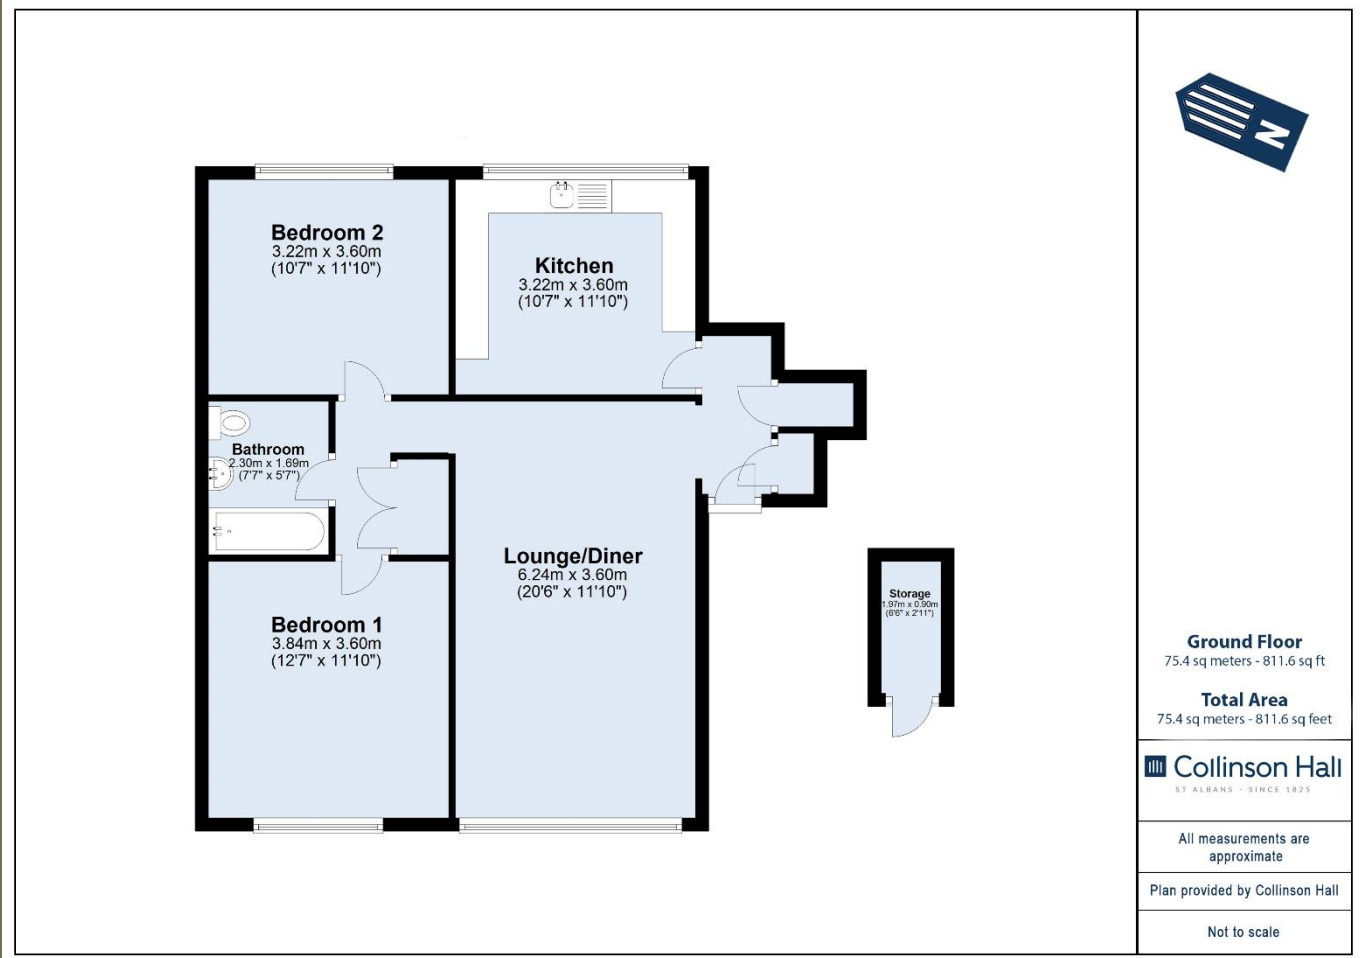 N
Bedroom 2
3.22m x 3.60m
(10'7" x 11'10")
Kitchen
3.22m x 3.60m
(10'7" x 11'10")
Bathroom
2.30m x 1.69m
(7'7" x 5'7")
Lounge/Diner
6.24m x 3.60m
(20'6" x 11'10")
Bedroom 1
3.84m x 3.60m
(12'7" x 11'10")
Storage
1.97m x 0.90m
(6'6" x 2'11")
Ground Floor
75.4 sq meters - 811.6 sq ft
Total Area
75.4 sq meters - 811.6 sq feet
Collinson Hall
ST ALBANS - SINCE 1825
All measurements are
approximate
Plan provided by Collinson Hall
Not to scale